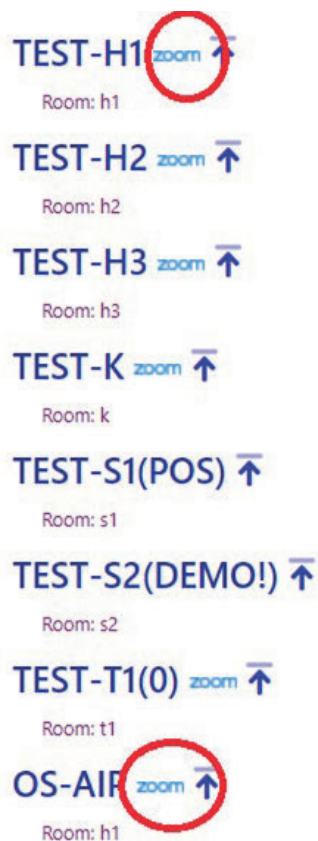 TEST-H1 zoom
Room: h1
TEST-H2 zoom
Room: h2
TEST-H3 zoom
Room: h3
TEST-K zoom
Room: k
TEST-S1(POS)
Room: s1
TEST-S2(DEMO!)
Room: s2
TEST-T1(0) zoom
Room: t1
OS-AIR zoom
Room: h1